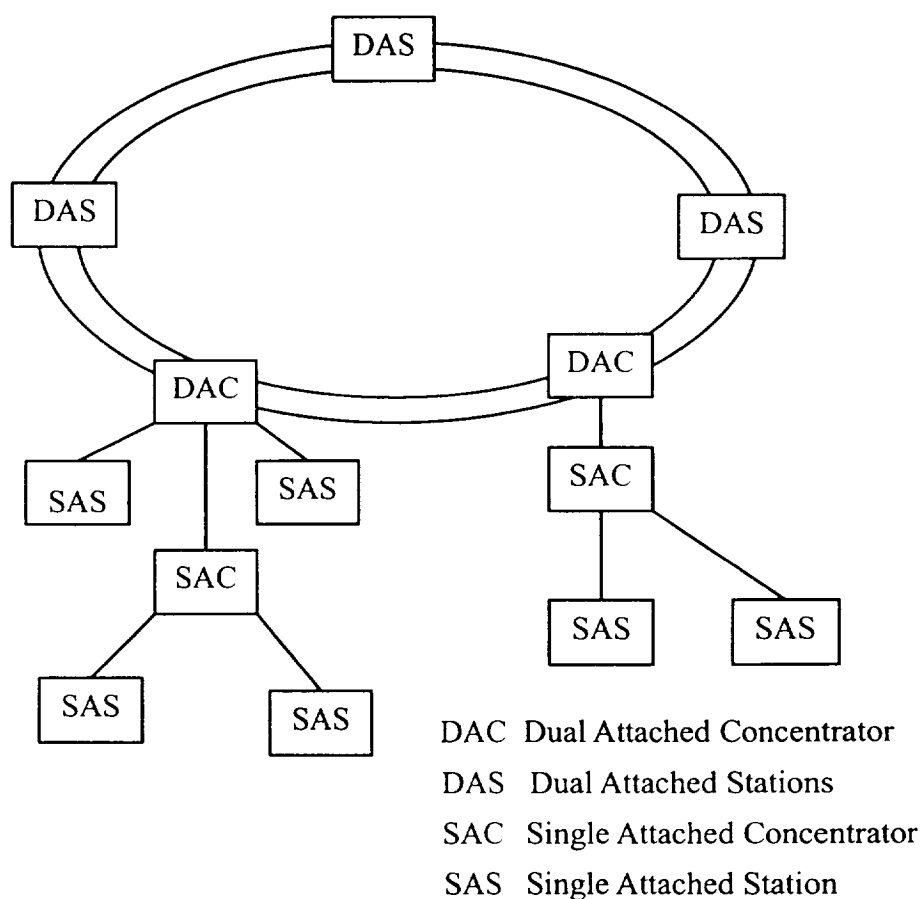 DAS
DAS
DAS
DAC
DAC
SAS
SAS
SAC
SAC
SAS
SAS
SAS
SAS
DAC Dual Attached Concentrator
DAS Dual Attached Stations
SAC Single Attached Concentrator
SAS Single Attached Station